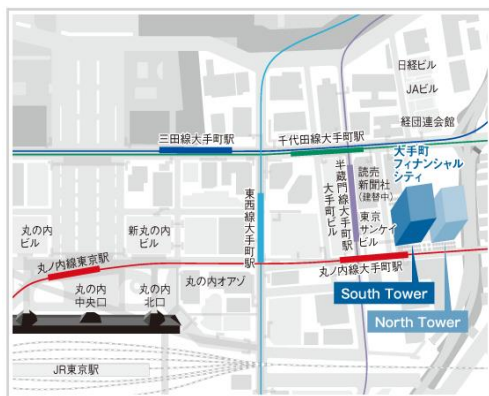 日経ビル
JAビル
経団連会館
三田線大手町駅
千代田線大手町駅
大手町
フィナンシャル
シティ
読売
新聞社
(建替中)
半蔵門線大手町駅
大手町ビル
東西線大手町駅
東京
サンケイ
ビル
丸の内
ビル
新丸の内
ビル
丸ノ内線東京駅
丸の内オアゾ
丸ノ内線大手町駅
丸の内
中央口
丸の内
北口
South Tower
North Tower
JR東京駅